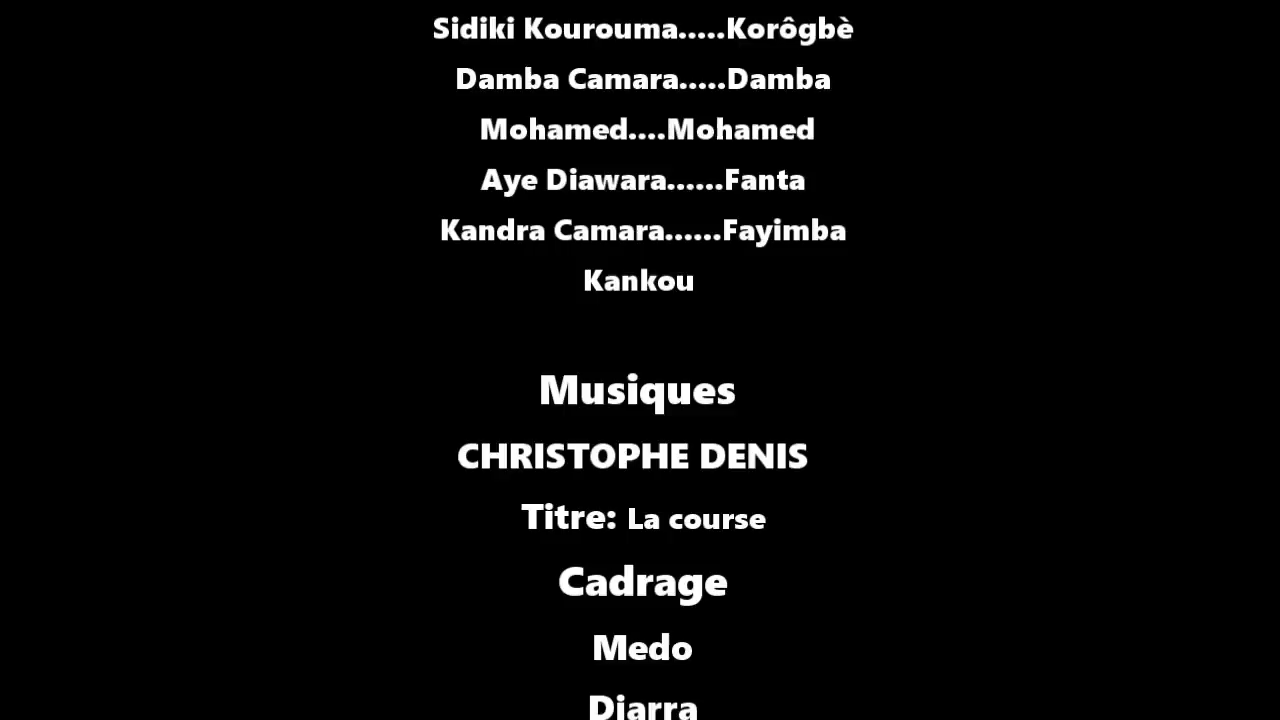 Sidiki Kourouma.....Korôgbè
Damba Camara.....Damba
Mohamed....Mohamed
Aye Diawara......Fanta
Kandra Camara......Fayimba
Kankou
Musiques
CHRISTOPHE DENIS
Titre: La course
Cadrage
Medo
Diarra